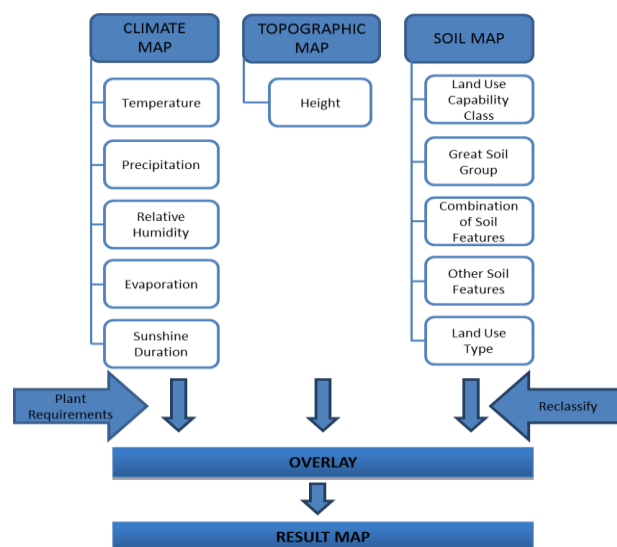 CLIMATE
MAP
Temperature
Precipitation
Relative
Humidity
Evaporation
Sunshine
Duration
TOPOGRAPHIC
MAP
Height
SOIL MAP
Land Use
Capability
Class
Great Soil
Group
Combination
of Soil
Features
Other Soil
Features
Land Use
Type
Plant
Requirements
Reclassify
OVERLAY
RESULT MAP